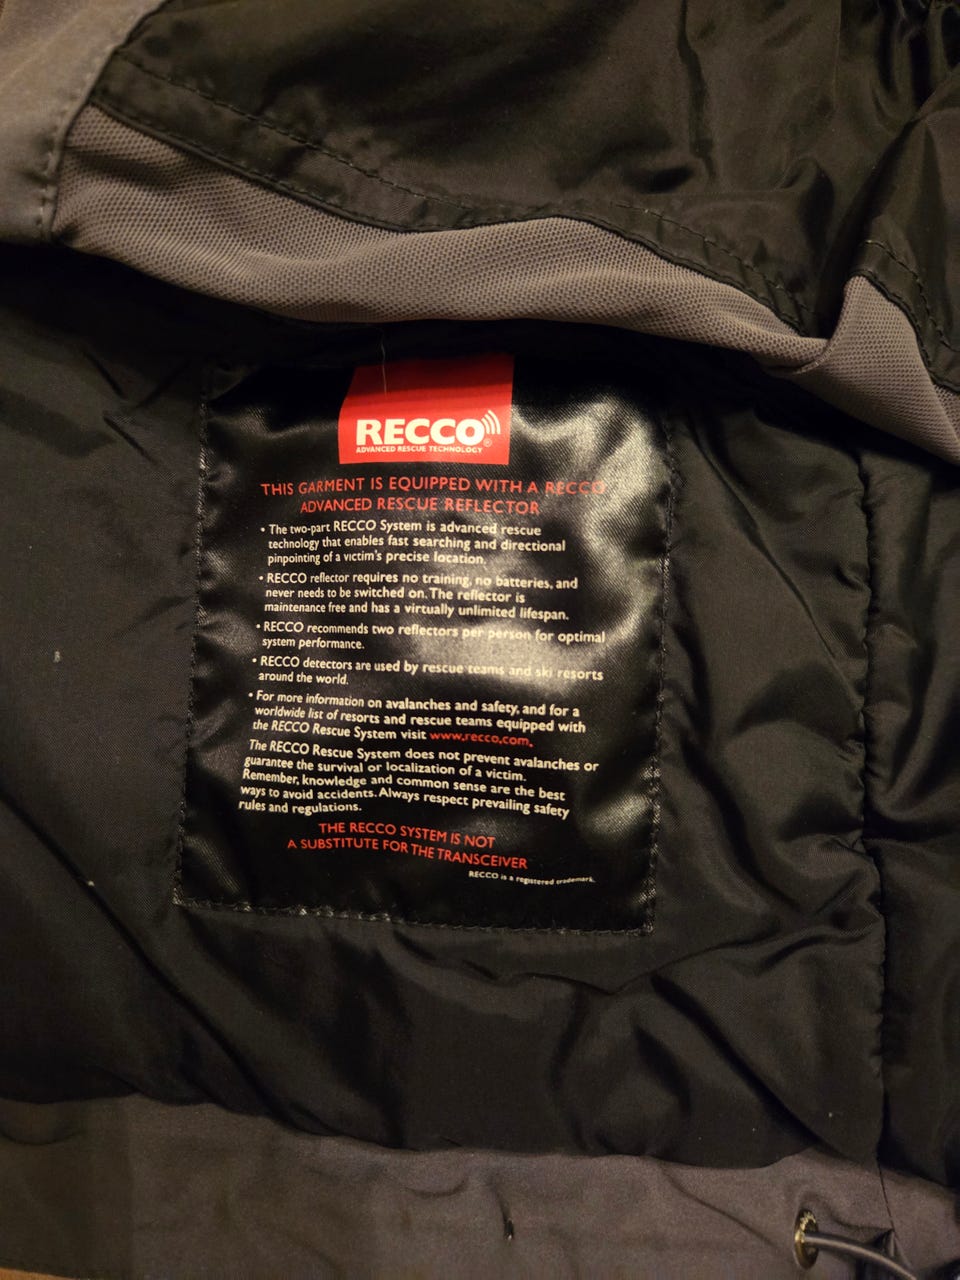 RECCO®
ADVANCED RESCUE TECHNOLOGY
THIS GARMENT IS EQUIPPED WITH A RECCO
ADVANCED RESCUE REFLECTOR
• The two-part RECCO System is advanced rescue
technology that enables fast searching and directional
pinpointing of a victim's precise location.
• RECCO reflector requires no training, no batteries, and
never needs to be switched on. The reflector is
maintenance free and has a virtually unlimited lifespan.
• RECCO recommends two reflectors per person for optimal
system performance.
• RECCO detectors are used by rescue teams and ski resorts
around the world.
• For more information on avalanches and safety, and for a
worldwide list of resorts and rescue teams equipped with
the RECCO Rescue System visit www.recco.com.
The RECCO Rescue System does not prevent avalanches or
guarantee the survival or localization of a victim.
Remember, knowledge and common sense are the best
ways to avoid accidents. Always respect prevailing safety
rules and regulations.
THE RECCO SYSTEM IS NOT
A SUBSTITUTE FOR THE TRANSCEIVER
RECCO is a registered trademark.